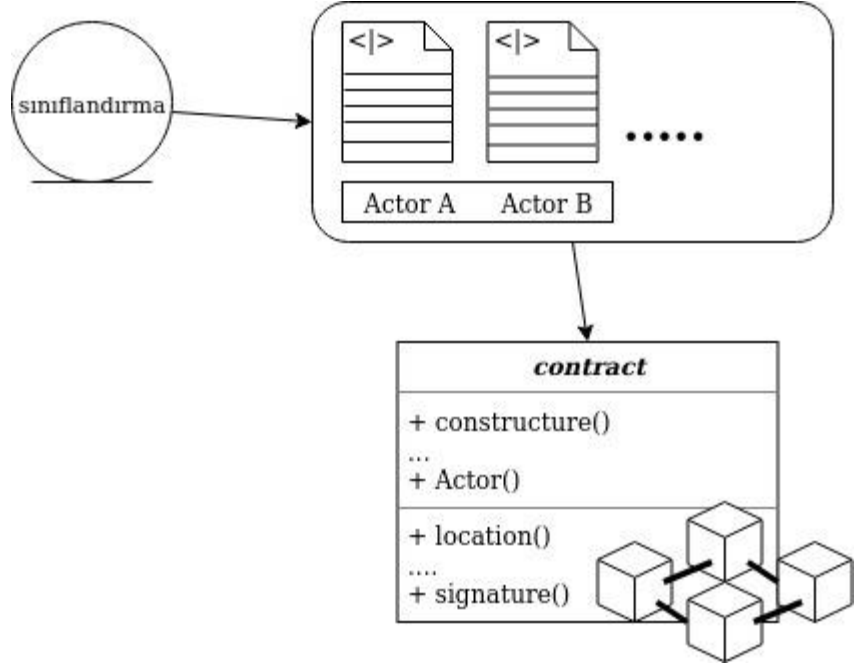 sınıflandırma
<|> <|>
.....
Actor A Actor B
contract
+ constructure()
...
+ Actor()
+ location()
....
+ signature()